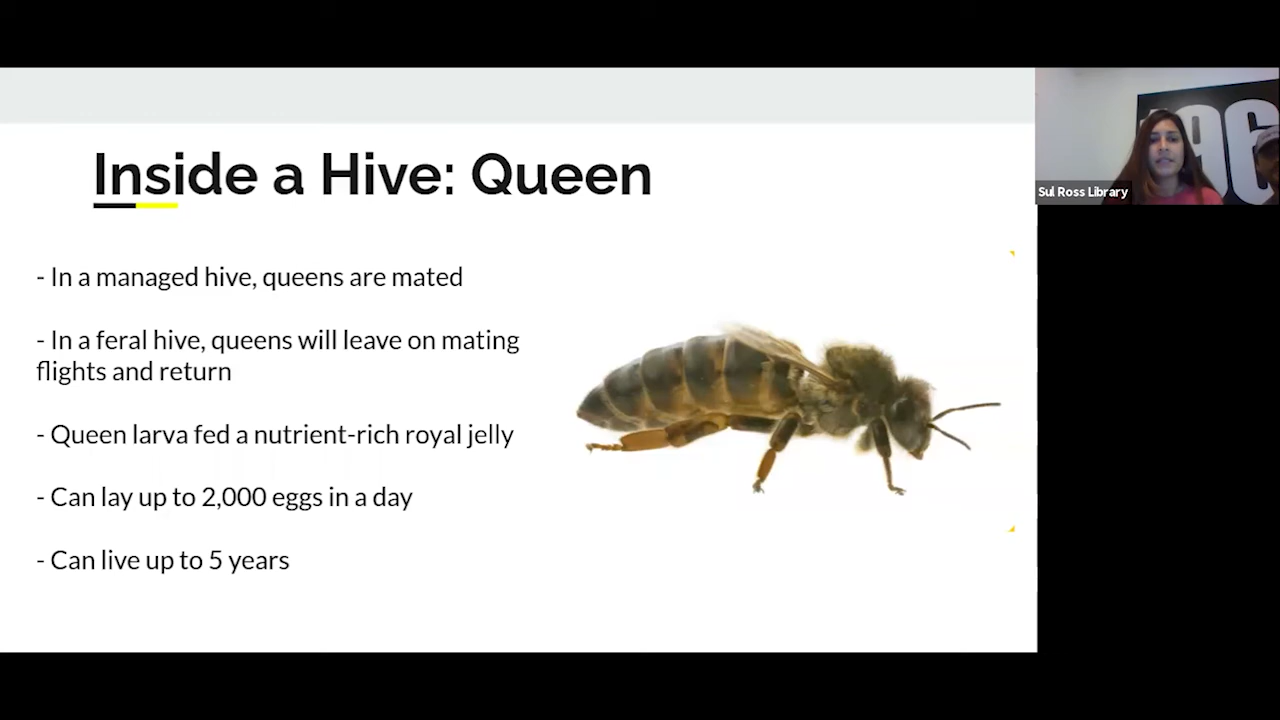 Inside a Hive: Queen
- In a managed hive, queens are mated
- In a feral hive, queens will leave on mating
flights and return
- Queen larva fed a nutrient-rich royal jelly
- Can lay up to 2,000 eggs in a day
- Can live up to 5 years
96
Sul Ross Library